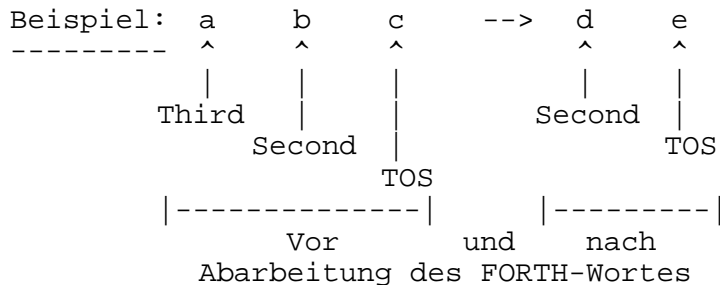 Beispiel: a b c --> d e
--------- ^ ^ ^ ^ ^
| | | | |
Third | | Second |
Second | TOS
TOS
|--------------| |---------|
Vor und nach
Abarbeitung des FORTH-Wortes